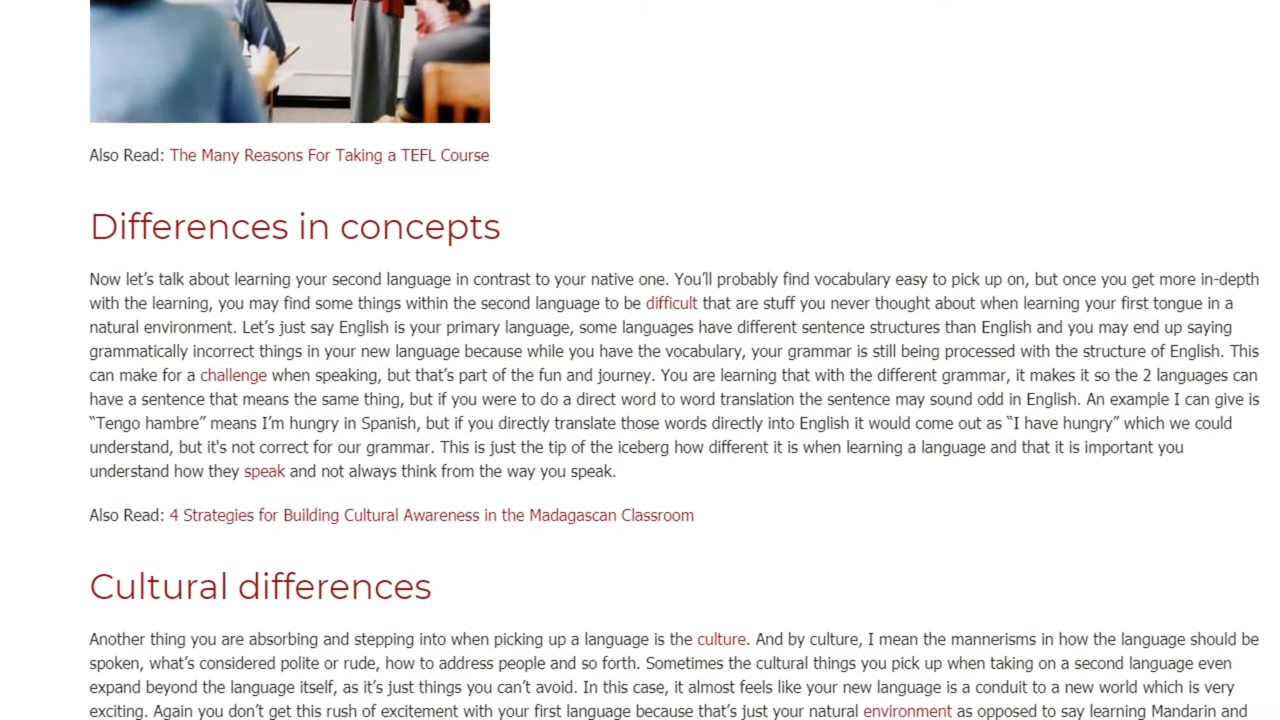 Also Read: The Many Reasons For Taking a TEFL Course
Differences in concepts
Now let’s talk about learning your second language in contrast to your native one. You’ll probably find vocabulary easy to pick up on, but once you get more in-depth
with the learning, you may find some things within the second language to be difficult that are stuff you never thought about when learning your first tongue in a
natural environment. Let’s just say English is your primary language, some languages have different sentence structures than English and you may end up saying
grammatically incorrect things in your new language because while you have the vocabulary, your grammar is still being processed with the structure of English. This
can make for a challenge when speaking, but that’s part of the fun and journey. You are learning that with the different grammar, it makes it so the 2 languages can
have a sentence that means the same thing, but if you were to do a direct word to word translation the sentence may sound odd in English. An example I can give is
“Tengo hambre” means I’m hungry in Spanish, but if you directly translate those words directly into English it would come out as “I have hungry” which we could
understand, but it's not correct for our grammar. This is just the tip of the iceberg how different it is when learning a language and that it is important you
understand how they speak and not always think from the way you speak.
Also Read: 4 Strategies for Building Cultural Awareness in the Madagascan Classroom
Cultural differences
Another thing you are absorbing and stepping into when picking up a language is the culture. And by culture, I mean the mannerisms in how the language should be
spoken, what’s considered polite or rude, how to address people and so forth. Sometimes the cultural things you pick up when taking on a second language even
expand beyond the language itself, as it’s just things you can’t avoid. In this case, it almost feels like your new language is a conduit to a new world which is very
exciting. Again you don’t get this rush of excitement with your first language because that’s just your natural environment as opposed to say learning Mandarin and